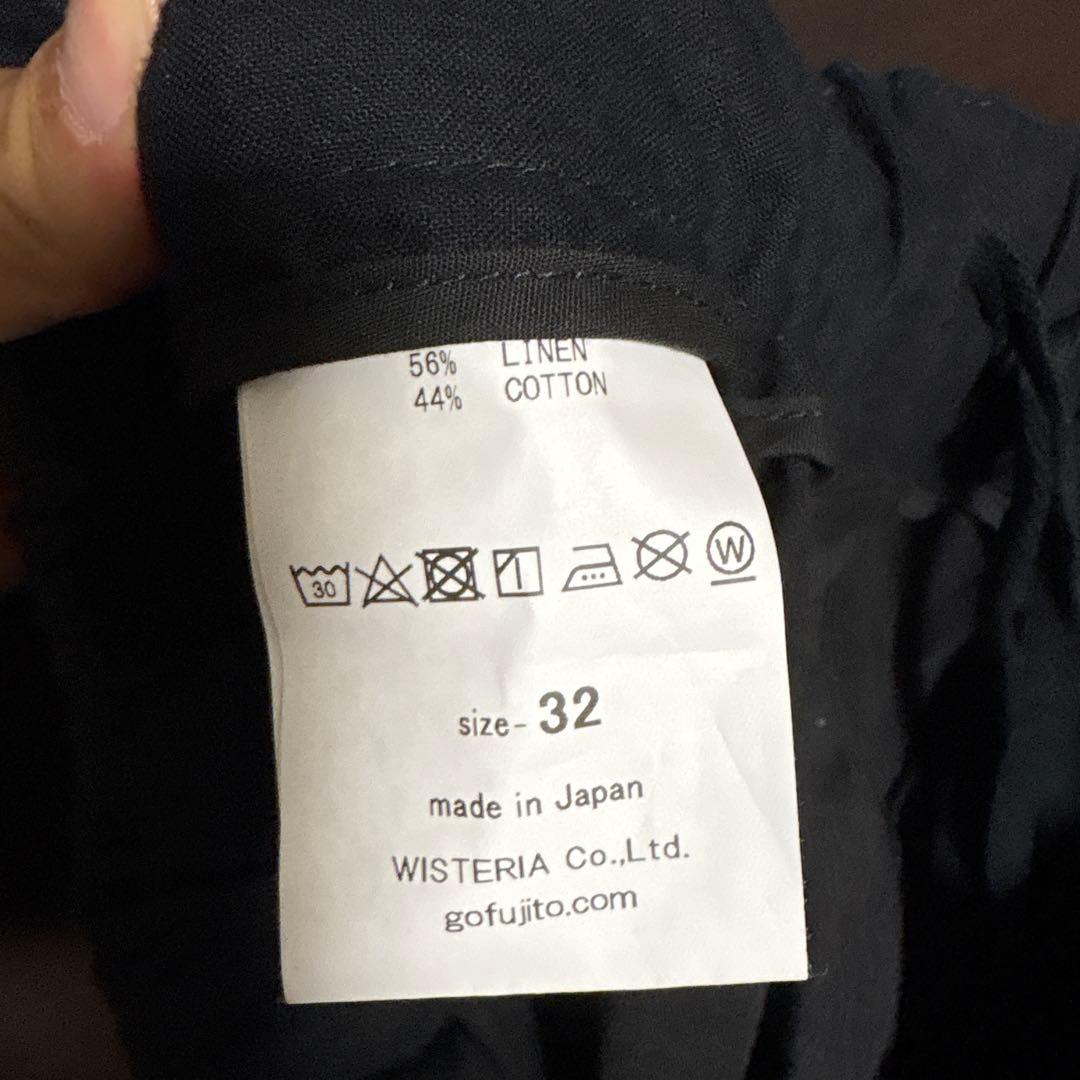 56% LINEN
44% COTTON
30 W
size- 32
made in Japan
WISTERIA Co.,Ltd.
gofujito.com